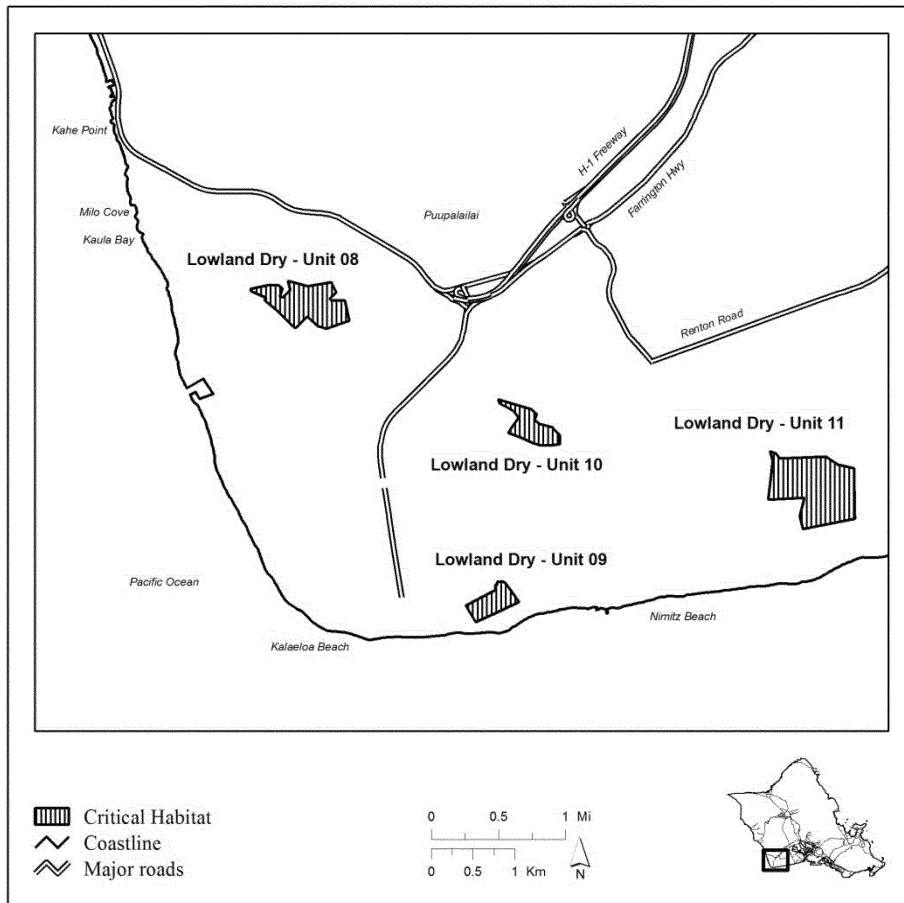 Kahe Point
H-1 Freeway
Farrington Hwy
Milo Cove
Puupalailai
Kaula Bay
Lowland Dry - Unit 08
Renton Road
Lowland Dry - Unit 11
Lowland Dry - Unit 10
Lowland Dry - Unit 09
Pacific Ocean
Nimitz Beach
Kalaeloa Beach
Critical Habitat
Coastline
Major roads
0 0.5 1 Mi
0 0.5 1 Km
N